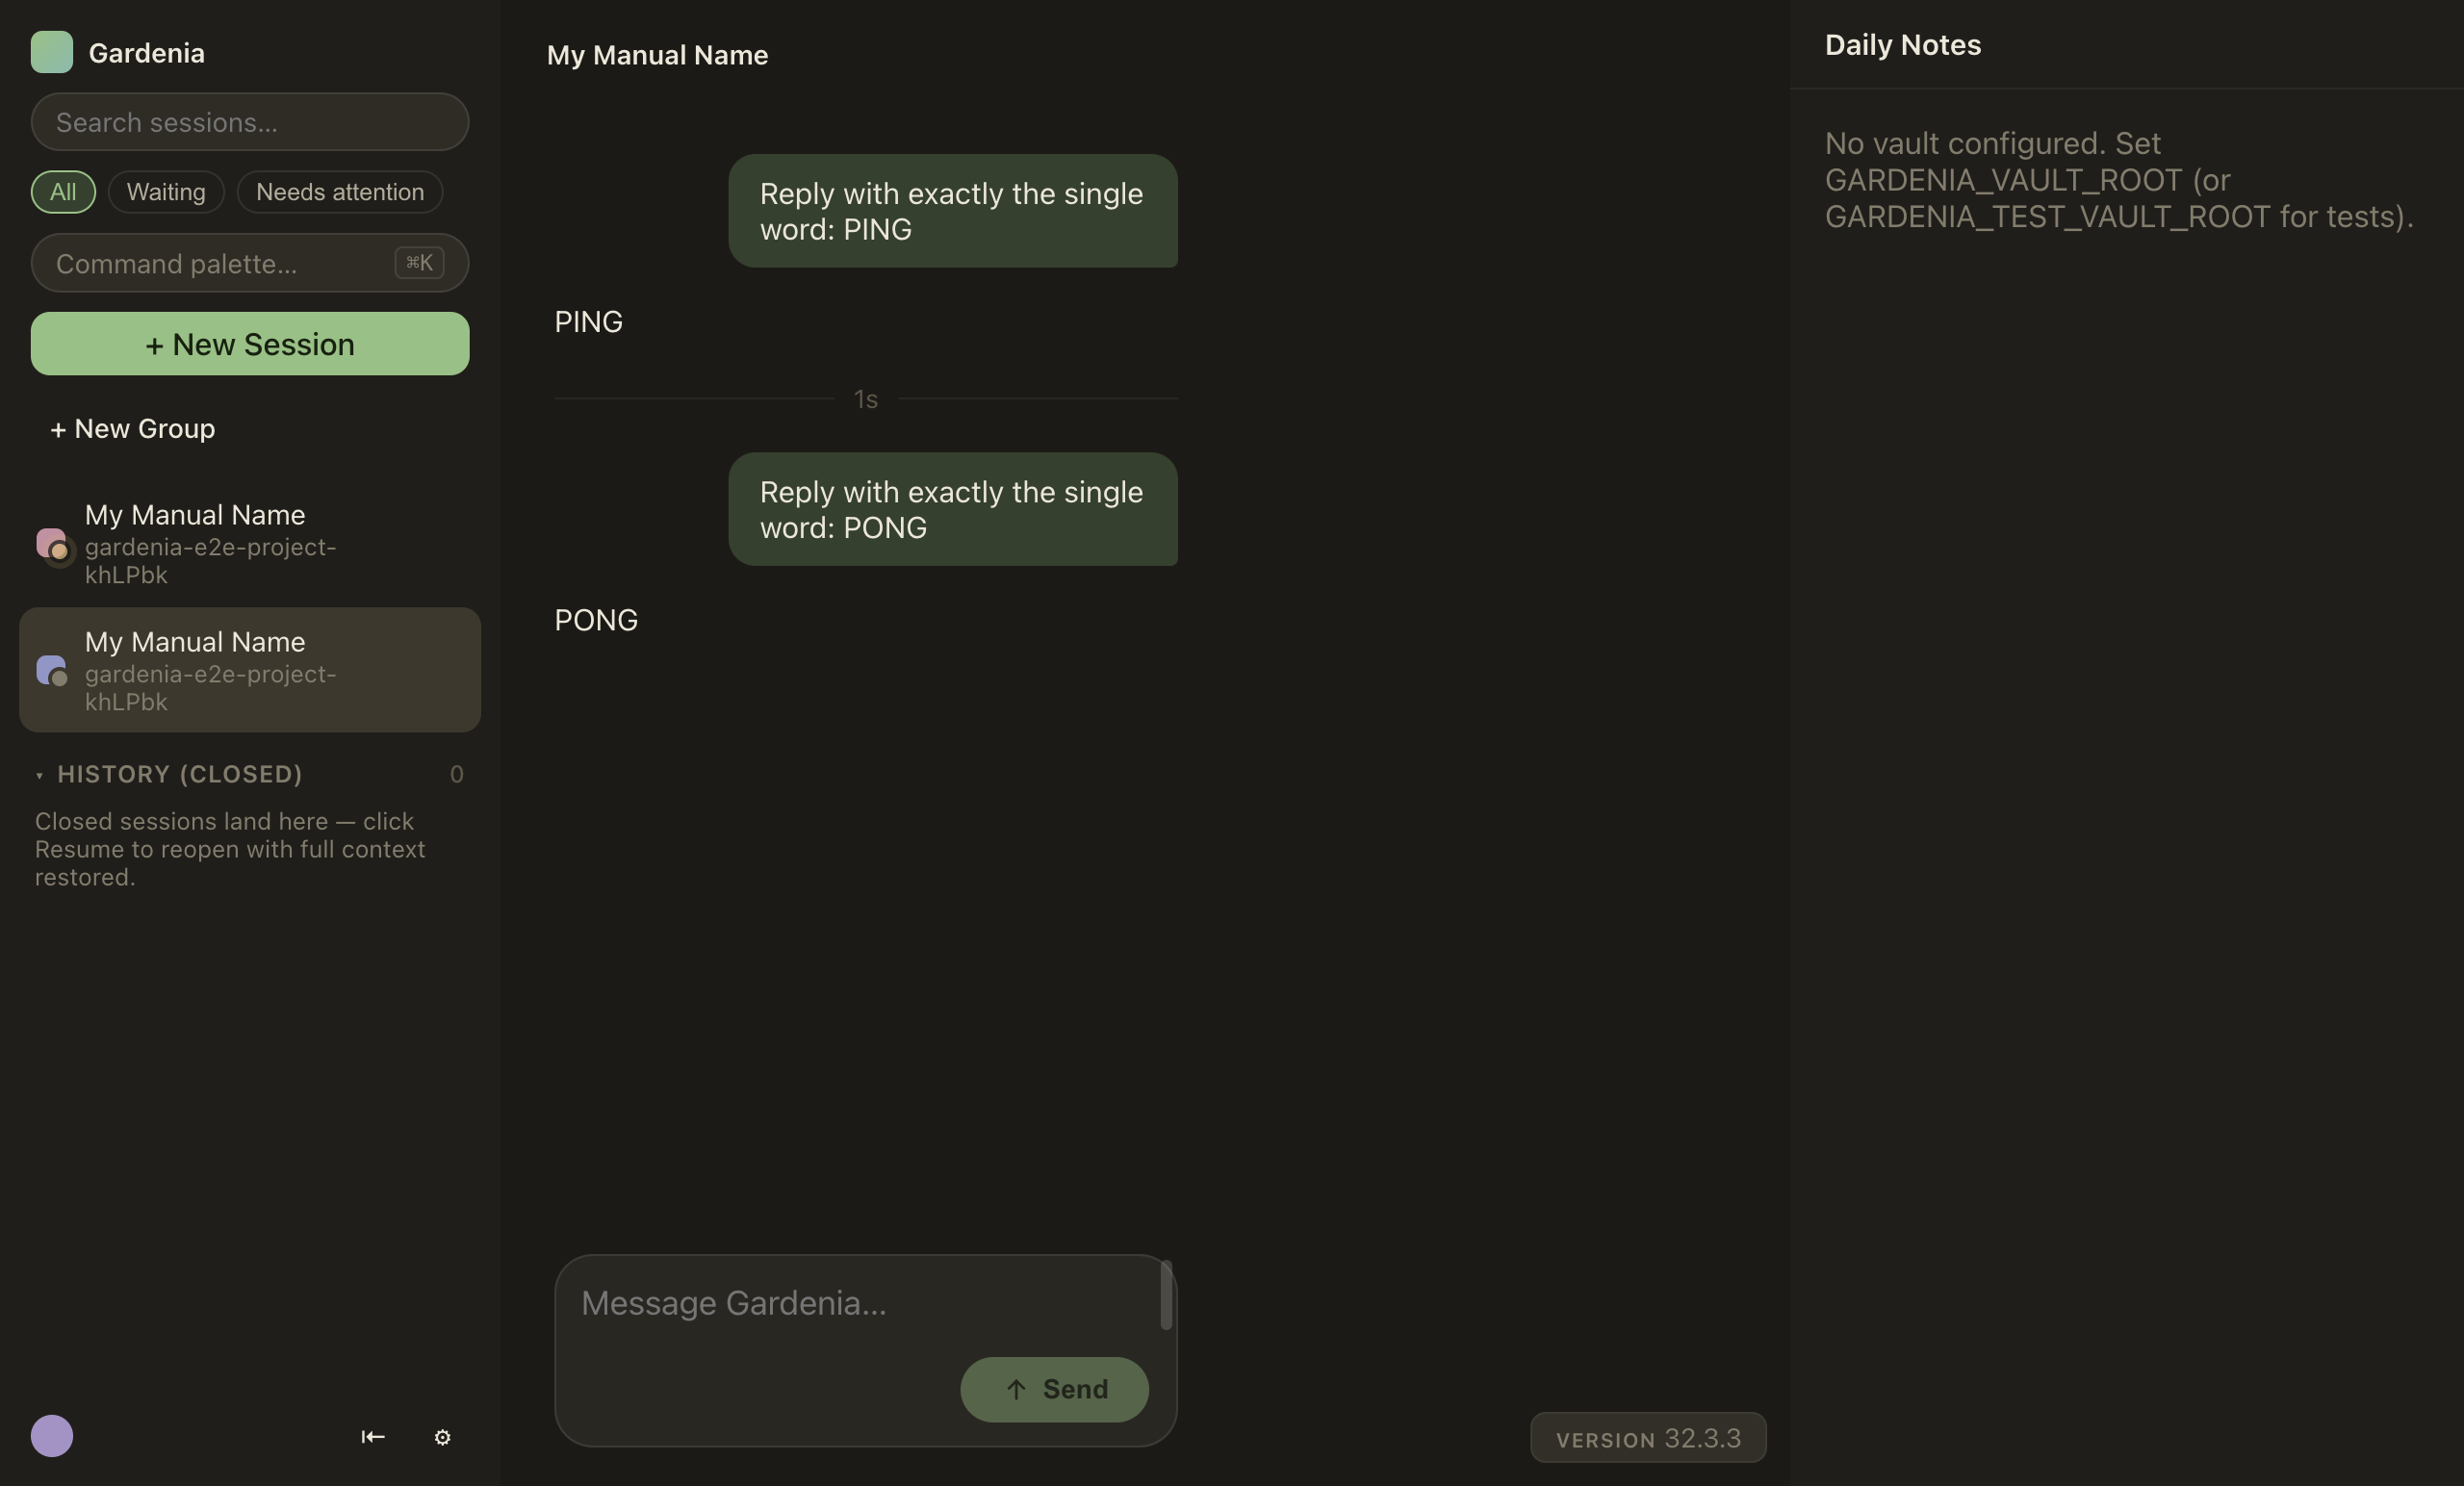 Gardenia
Search sessions...
All
Waiting
Needs attention
Command palette...
⌘K
+ New Session
+ New Group
My Manual Name
gardenia-e2e-project-
khLPbk
My Manual Name
gardenia-e2e-project-
khLPbk
▾ HISTORY (CLOSED) 0
Closed sessions land here — click
Resume to reopen with full context
restored.
My Manual Name
Reply with exactly the single
word: PING
PING
1s
Reply with exactly the single
word: PONG
PONG
Message Gardenia...
↑ Send
VERSION 32.3.3
Daily Notes
No vault configured. Set
GARDENIA_VAULT_ROOT (or
GARDENIA_TEST_VAULT_ROOT for tests).